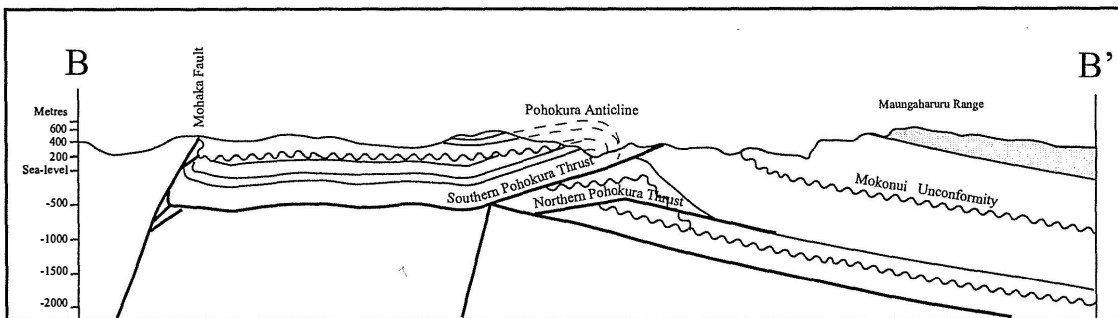 B
B'
Mohaka Fault
Pohokura Anticline
Maungaharuru Range
Metres
600
400
200
Sea-level
-500
-1000
-1500
-2000
Southern Pohokura Thrust
Northern Pohokura Thrust
Mokonui Unconformity